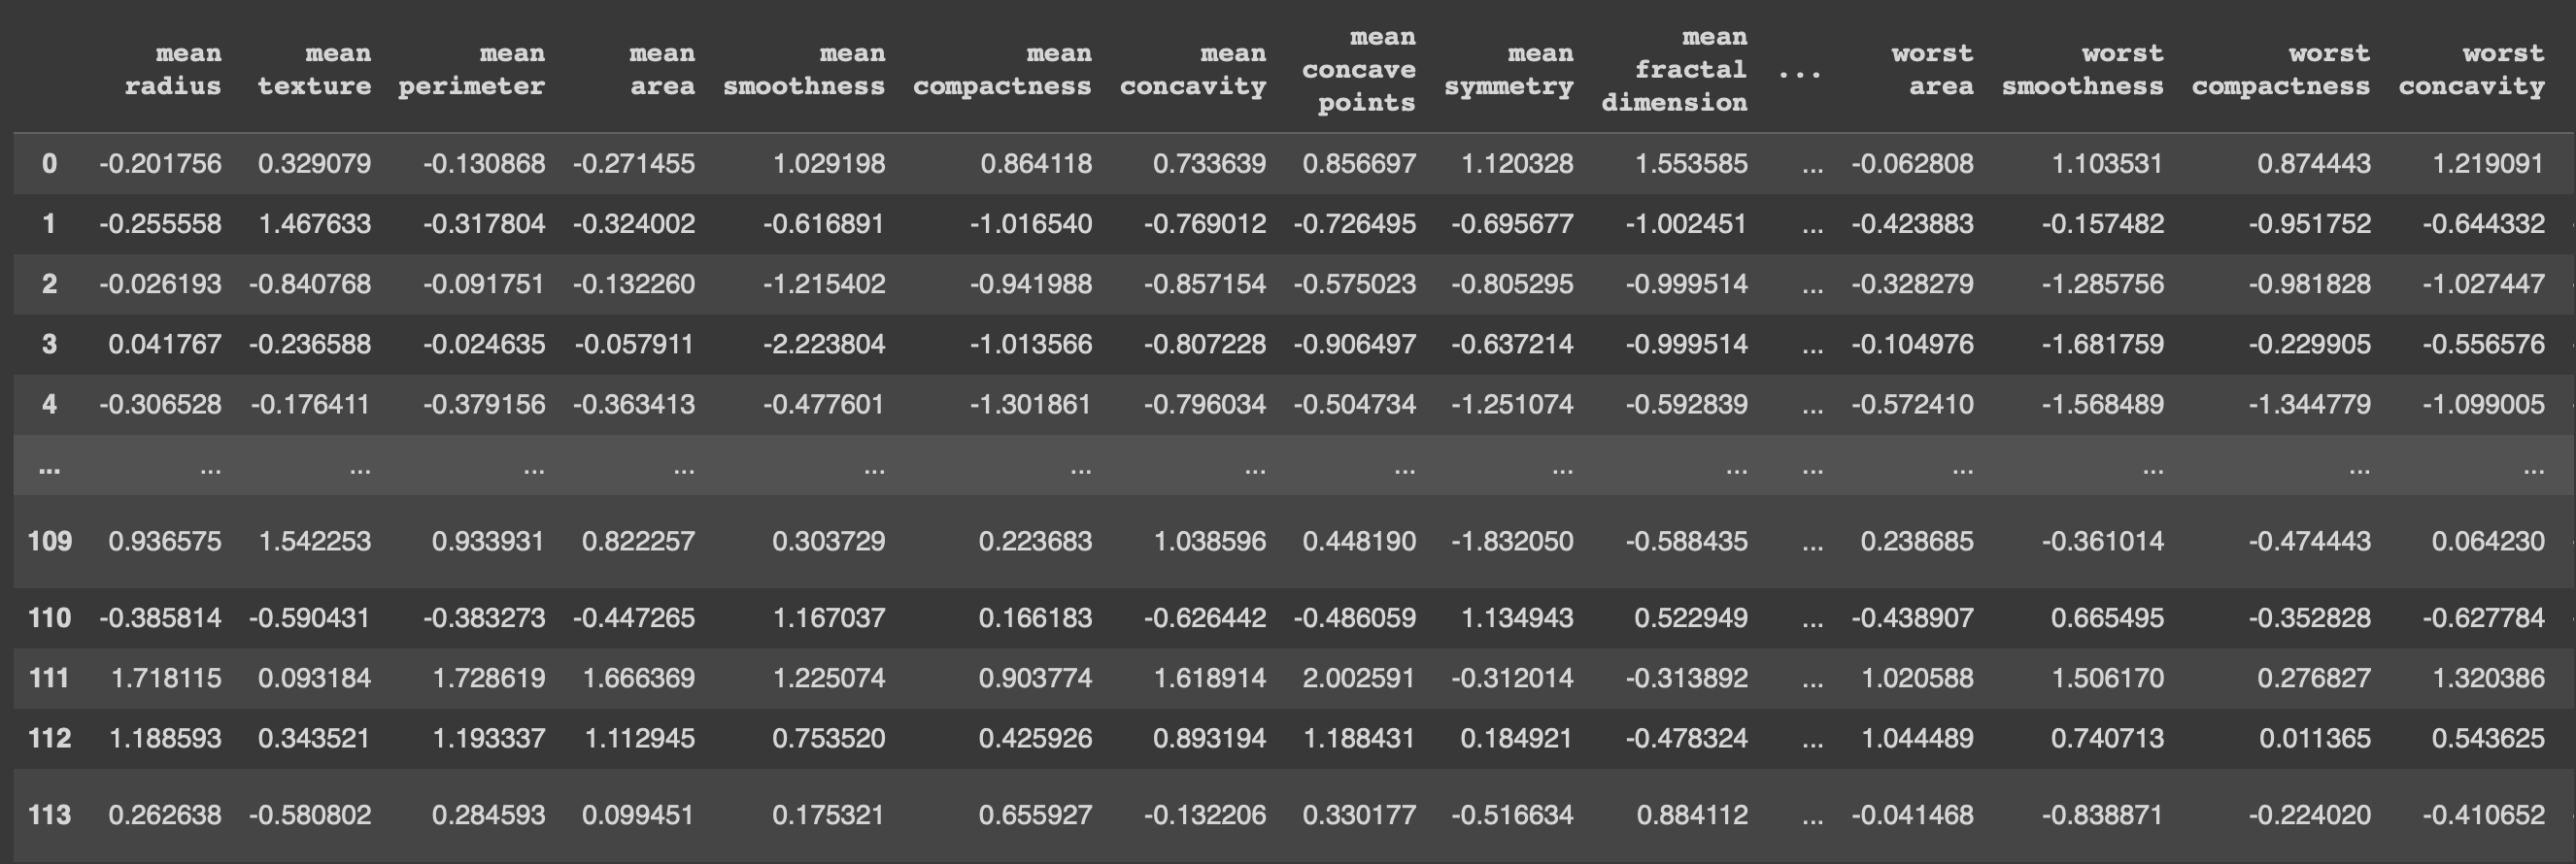 mean radius mean texture mean perimeter mean area mean smoothness mean compactness mean concavity mean concave points mean symmetry mean fractal dimension ... worst area worst smoothness worst compactness worst concavity
0 -0.201756 0.329079 -0.130868 -0.271455 1.029198 0.864118 0.733639 0.856697 1.120328 1.553585 ... -0.062808 1.103531 0.874443 1.219091
1 -0.255558 1.467633 -0.317804 -0.324002 -0.616891 -1.016540 -0.769012 -0.726495 -0.695677 -1.002451 ... -0.423883 -0.157482 -0.951752 -0.644332
2 -0.026193 -0.840768 -0.091751 -0.132260 -1.215402 -0.941988 -0.857154 -0.575023 -0.805295 -0.999514 ... -0.328279 -1.285756 -0.981828 -1.027447
3 0.041767 -0.236588 -0.024635 -0.057911 -2.223804 -1.013566 -0.807228 -0.906497 -0.637214 -0.999514 ... -0.104976 -1.681759 -0.229905 -0.556576
4 -0.306528 -0.176411 -0.379156 -0.363413 -0.477601 -1.301861 -0.796034 -0.504734 -1.251074 -0.592839 ... -0.572410 -1.568489 -1.344779 -1.099005
... ... ... ... ... ... ... ... ... ... ... ... ... ... ... ...
109 0.936575 1.542253 0.933931 0.822257 0.303729 0.223683 1.038596 0.448190 -1.832050 -0.588435 ... 0.238685 -0.361014 -0.474443 0.064230
110 -0.385814 -0.590431 -0.383273 -0.447265 1.167037 0.166183 -0.626442 -0.486059 1.134943 0.522949 ... -0.438907 0.665495 -0.352828 -0.627784
111 1.718115 0.093184 1.728619 1.666369 1.225074 0.903774 1.618914 2.002591 -0.312014 -0.313892 ... 1.020588 1.506170 0.276827 1.320386
112 1.188593 0.343521 1.193337 1.112945 0.753520 0.425926 0.893194 1.188431 0.184921 -0.478324 ... 1.044489 0.740713 0.011365 0.543625
113 0.262638 -0.580802 0.284593 0.099451 0.175321 0.655927 -0.132206 0.330177 -0.516634 0.884112 ... -0.041468 -0.838871 -0.224020 -0.410652